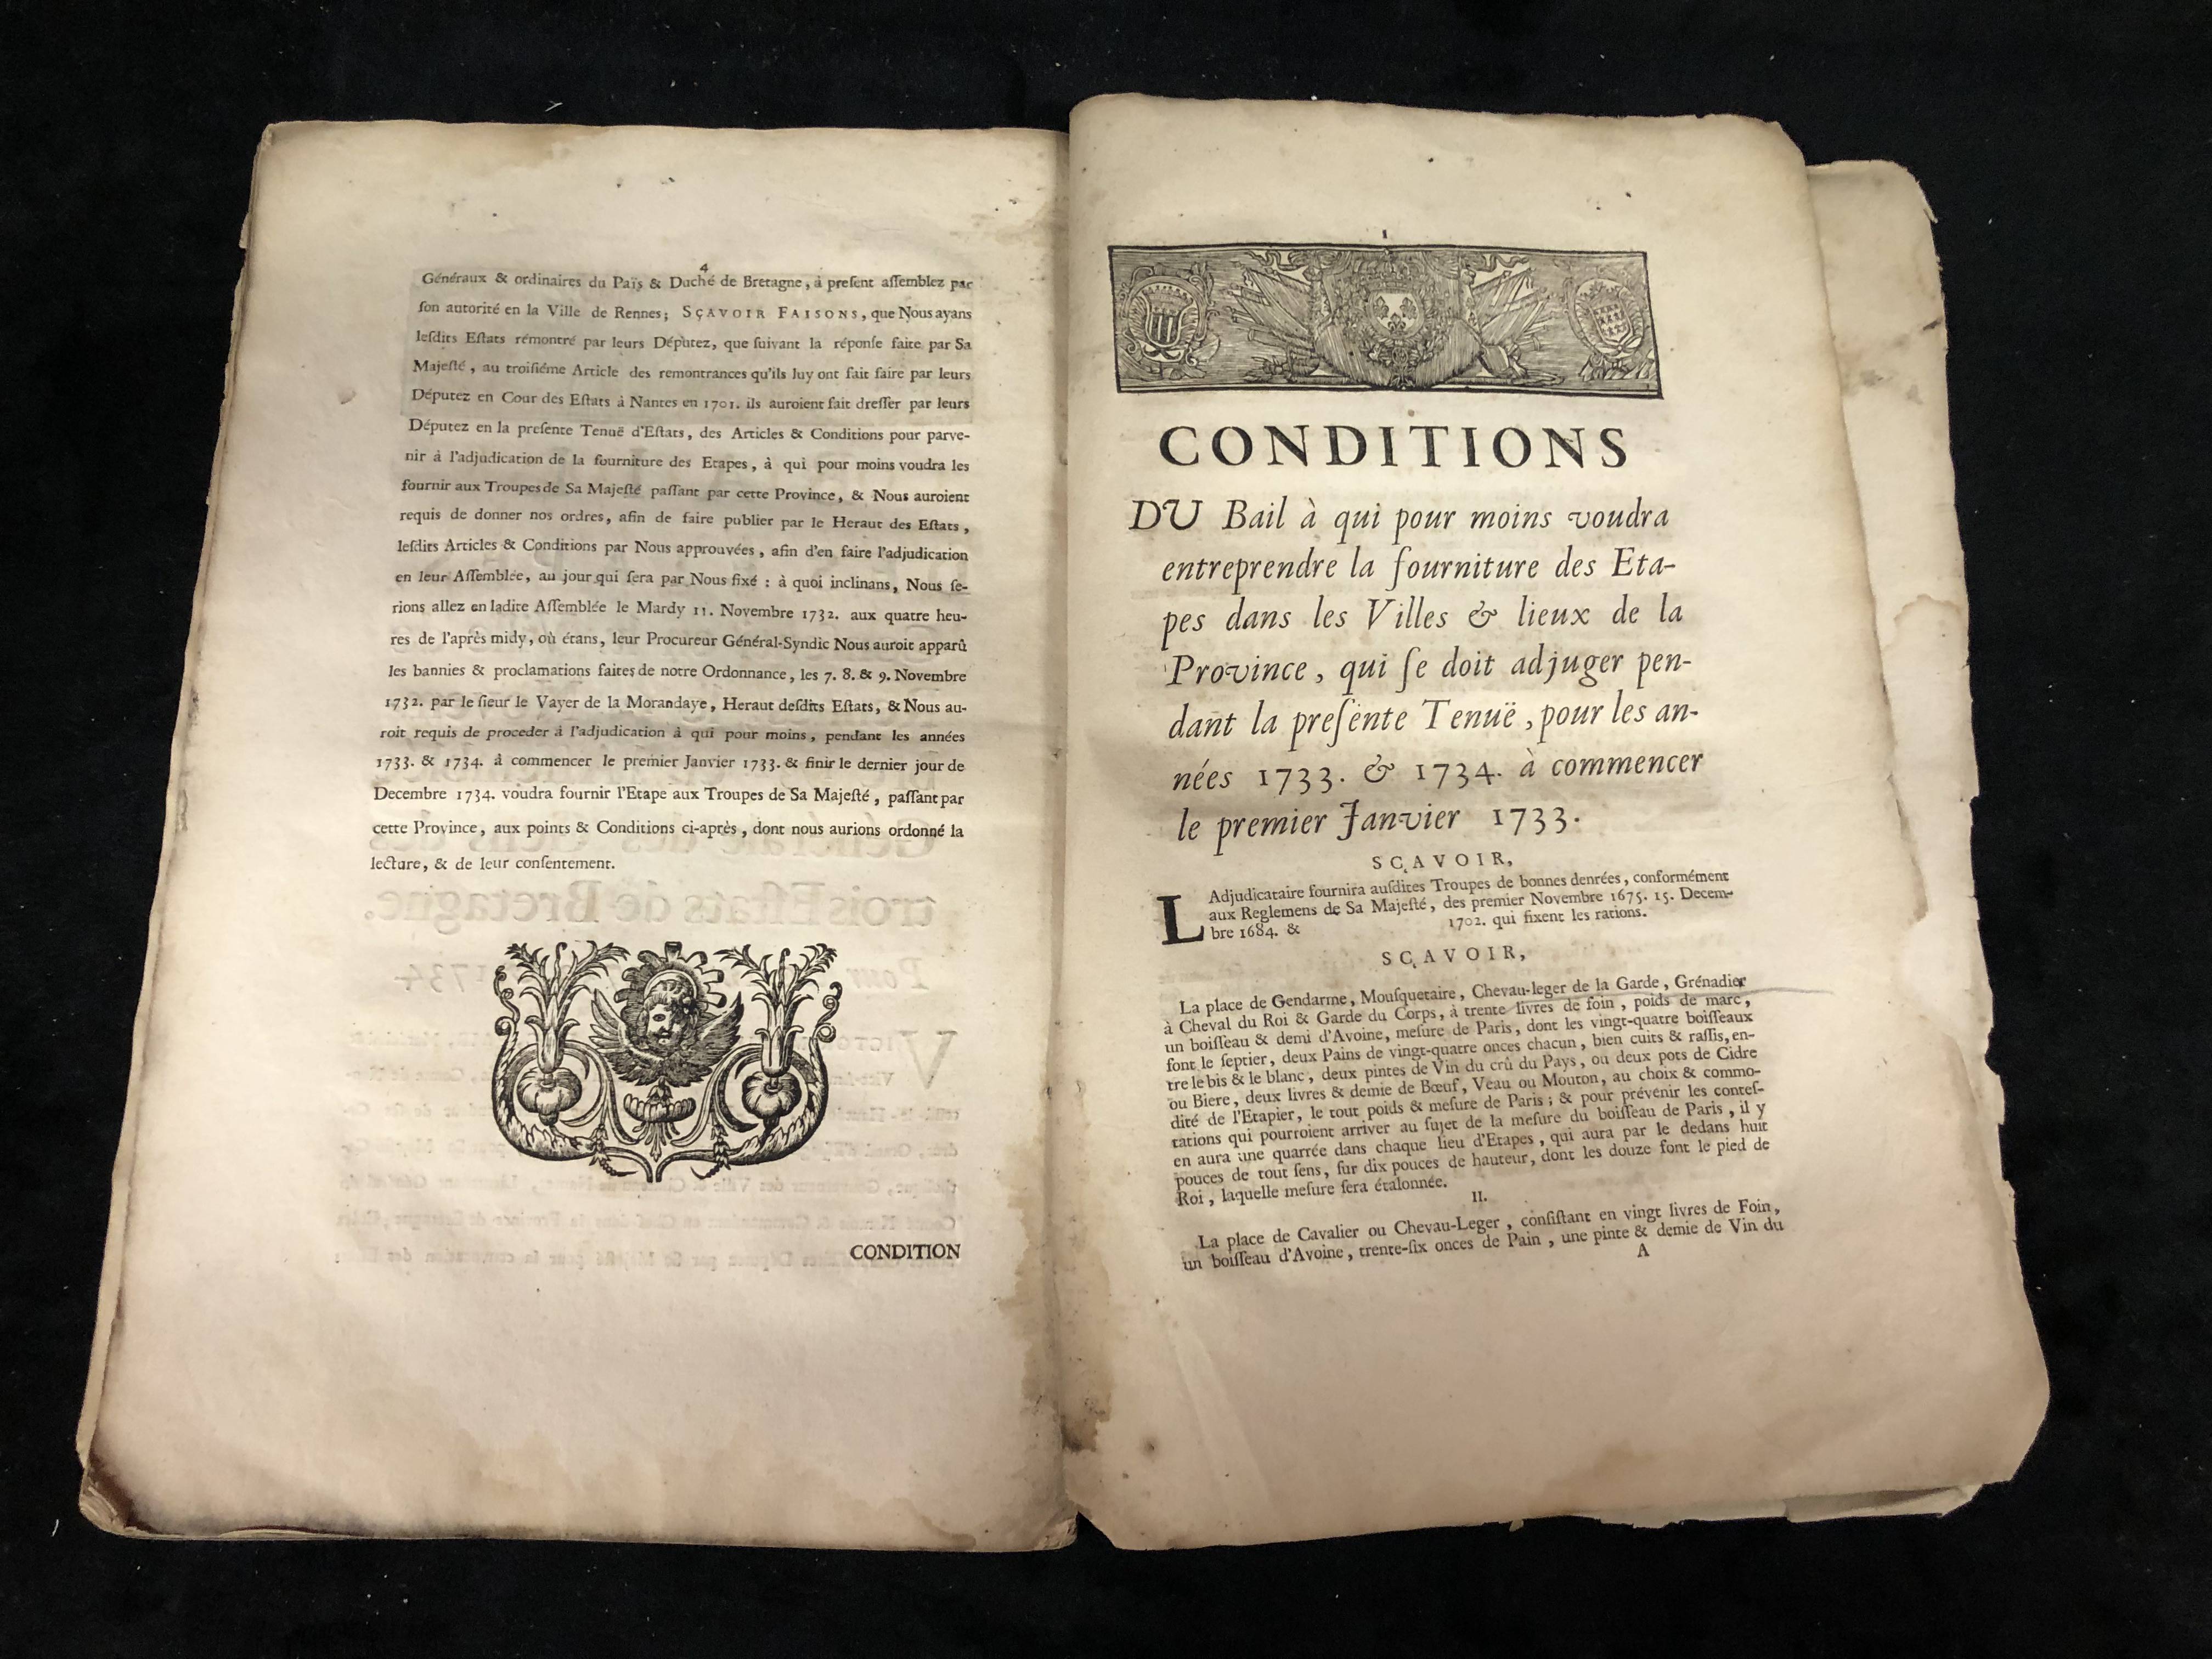 4
Généraux & ordinaires du Païs & Duché de Bretagne, à preſent aſſemblez par
ſon autorité en la Ville de Rennes; SÇAVOIR FAISONS, que Nous ayans
leſdits Eſtats rémontré par leurs Députez, que ſuivant la réponſe faite par Sa
Majeſté, au troiſiéme Article des remontrances qu'ils luy ont fait faire par leurs
Députez en Cour des Eſtats à Nantes en 1701. ils auroient fait dreſſer par leurs
Députez en la preſente Tenuë d'Eſtats, des Articles & Conditions pour parve-
nir à l'adjudication de la fourniture des Etapes, à qui pour moins voudra les
fournir aux Troupes de Sa Majeſté paſſant par cette Province, & Nous auroient
requis de donner nos ordres, afin de faire publier par le Heraut des Eſtats,
leſdits Articles & Conditions par Nous approuvées, afin d'en faire l'adjudication
en leur Aſſemblée, au jour qui ſera par Nous fixé : à quoi inclinans, Nous ſe-
rions allez en ladite Aſſemblée le Mardy 11. Novembre 1732. aux quatre heu-
res de l'après midy, où étans, leur Procureur Général-Syndic Nous auroit apparû
les bannies & proclamations faites de notre Ordonnance, les 7. 8. & 9. Novembre
1732. par le ſieur le Vayer de la Morandaye, Heraut deſdits Eſtats, & Nous au-
roit requis de proceder à l'adjudication à qui pour moins, pendant les années
1733. & 1734. à commencer le premier Janvier 1733. & finir le dernier jour de
Decembre 1734. voudra fournir l'Etape aux Troupes de Sa Majeſté, paſſant par
cette Province, aux points & Conditions ci-après, dont nous aurions ordonné la
lecture, & de leur conſentement.
CONDITION
1
CONDITIONS
DU Bail à qui pour moins voudra
entreprendre la fourniture des Eta-
pes dans les Villes & lieux de la
Province, qui ſe doit adjuger pen-
dant la preſente Tenuë, pour les an-
nées 1733. & 1734. à commencer
le premier Janvier 1733.
SÇAVOIR,
L Adjudicataire fournira auſdites Troupes de bonnes denrées, conformément
aux Reglemens de Sa Majeſté, des premier Novembre 1675. 15. Decem-
bre 1684. & 1702. qui fixent les rations.
SÇAVOIR,
La place de Gendarme, Mouſquetaire, Chevau-leger de la Garde, Grénadier
à Cheval du Roi & Garde du Corps, à trente livres de foin, poids de marc,
un boiſſeau & demi d'Avoine, meſure de Paris, dont les vingt-quatre boiſſeaux
font le ſeptier, deux Pains de vingt-quatre onces chacun, bien cuits & raſſis, en-
tre le bis & le blanc, deux pintes de Vin du crû du Pays, ou deux pots de Cidre
ou Biere, deux livres & demie de Bœuf, Veau ou Mouton, au choix & commo-
dité de l'Etapier, le tout poids & meſure de Paris; & pour prévenir les conteſ-
tations qui pourroient arriver au ſujet de la meſure du boiſſeau de Paris, il y
en aura une quarrée dans chaque lieu d'Etapes, qui aura par le dedans huit
pouces de tout ſens, ſur dix pouces de hauteur, dont les douze font le pied de
Roi, laquelle meſure ſera étalonnée.
II.
La place de Cavalier ou Chevau-Leger, conſiſtant en vingt livres de Foin,
un boiſſeau d'Avoine, trente-ſix onces de Pain, une pinte & demie de Vin du
A